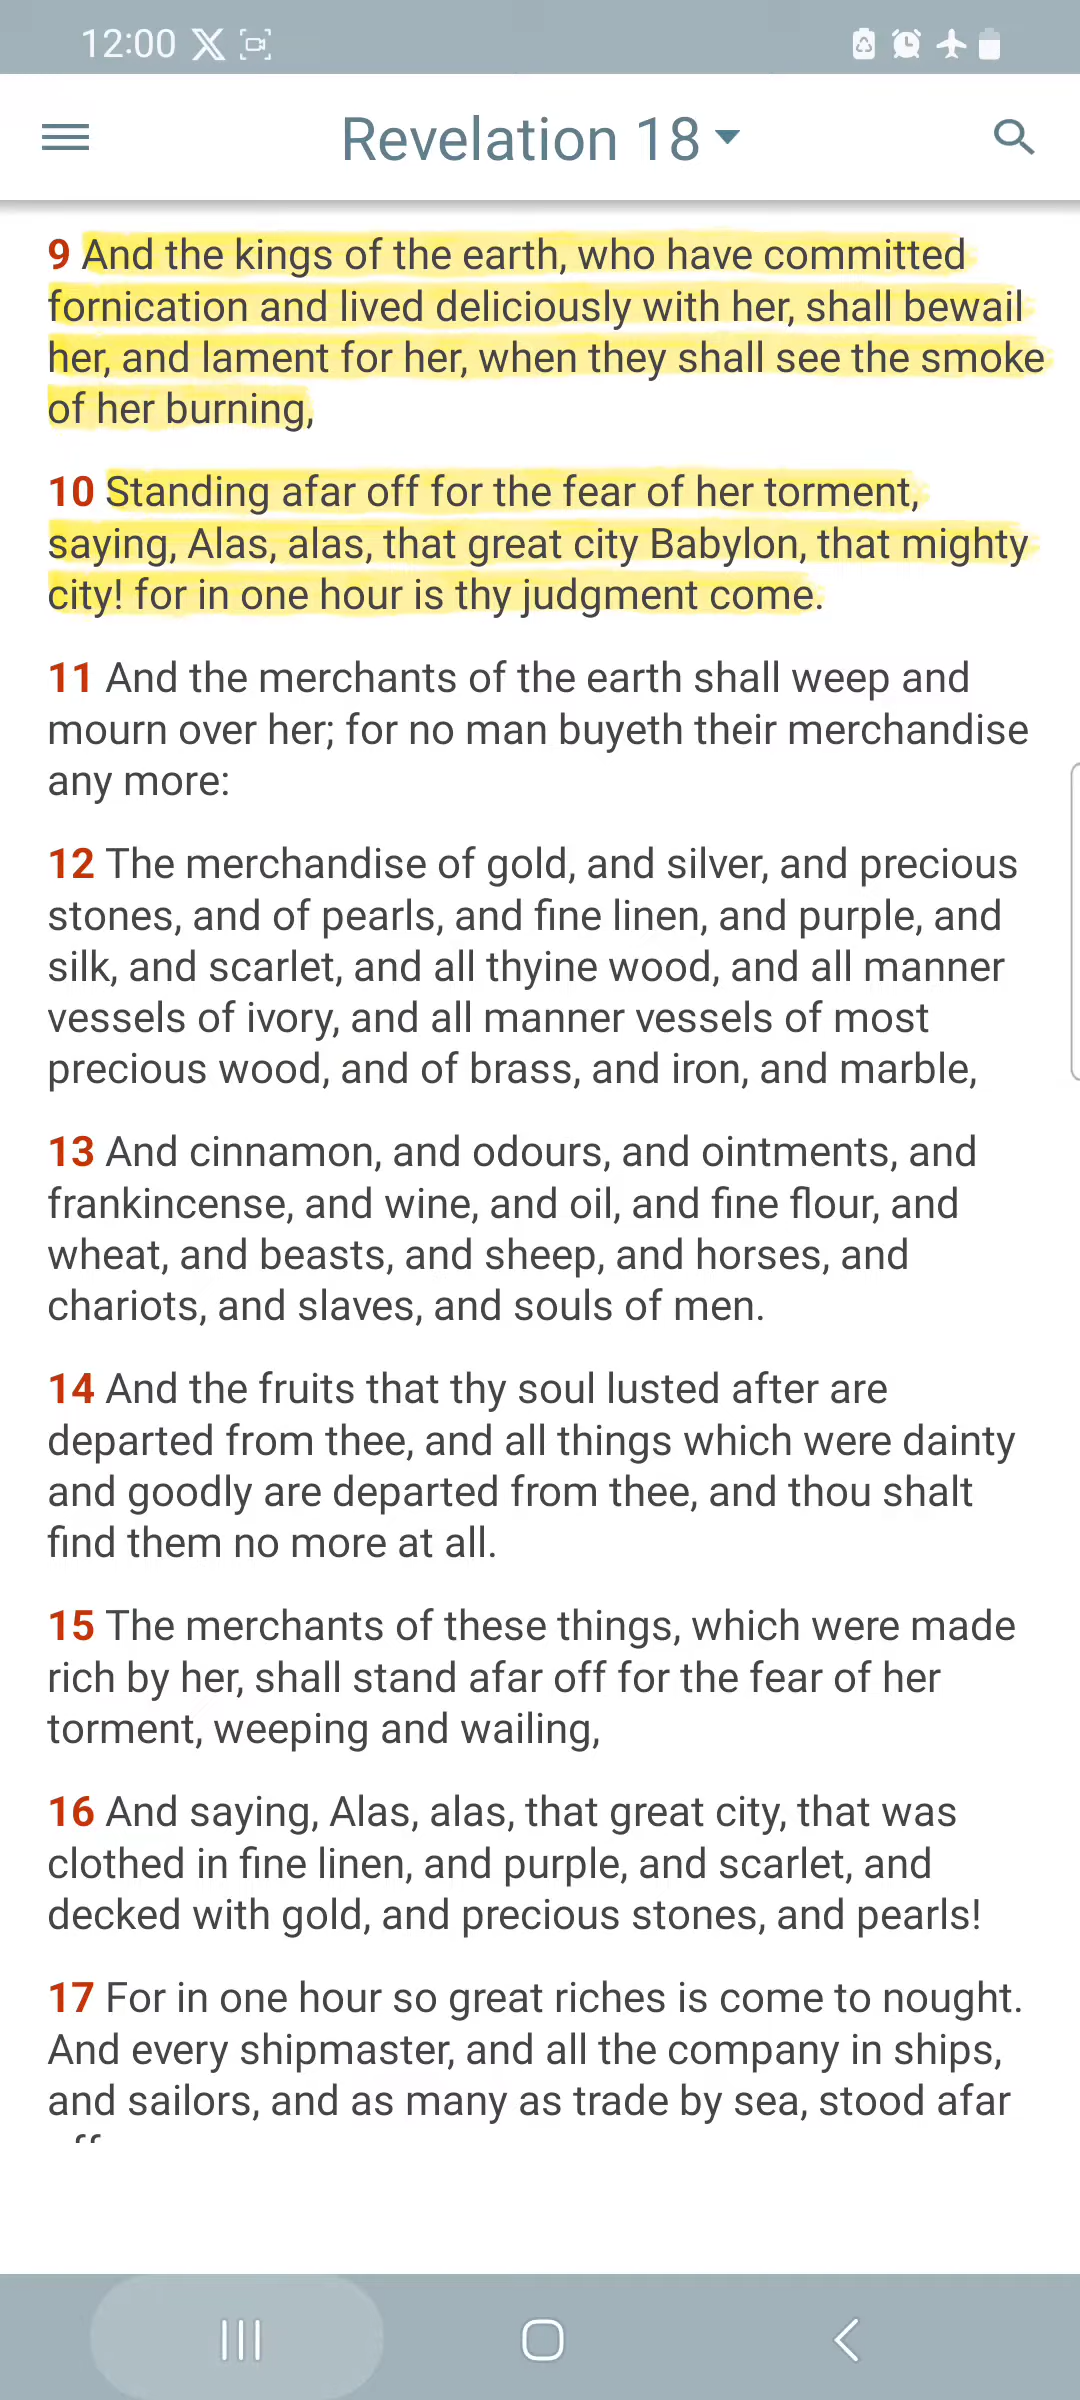 12:00
Revelation 18
9 And the kings of the earth, who have committed
fornication and lived deliciously with her, shall bewail
her, and lament for her, when they shall see the smoke
of her burning,
10 Standing afar off for the fear of her torment,
saying, Alas, alas, that great city Babylon, that mighty
city! for in one hour is thy judgment come.
11 And the merchants of the earth shall weep and
mourn over her; for no man buyeth their merchandise
any more:
12 The merchandise of gold, and silver, and precious
stones, and of pearls, and fine linen, and purple, and
silk, and scarlet, and all thyine wood, and all manner
vessels of ivory, and all manner vessels of most
precious wood, and of brass, and iron, and marble,
13 And cinnamon, and odours, and ointments, and
frankincense, and wine, and oil, and fine flour, and
wheat, and beasts, and sheep, and horses, and
chariots, and slaves, and souls of men.
14 And the fruits that thy soul lusted after are
departed from thee, and all things which were dainty
and goodly are departed from thee, and thou shalt
find them no more at all.
15 The merchants of these things, which were made
rich by her, shall stand afar off for the fear of her
torment, weeping and wailing,
16 And saying, Alas, alas, that great city, that was
clothed in fine linen, and purple, and scarlet, and
decked with gold, and precious stones, and pearls!
17 For in one hour so great riches is come to nought.
And every shipmaster, and all the company in ships,
and sailors, and as many as trade by sea, stood afar